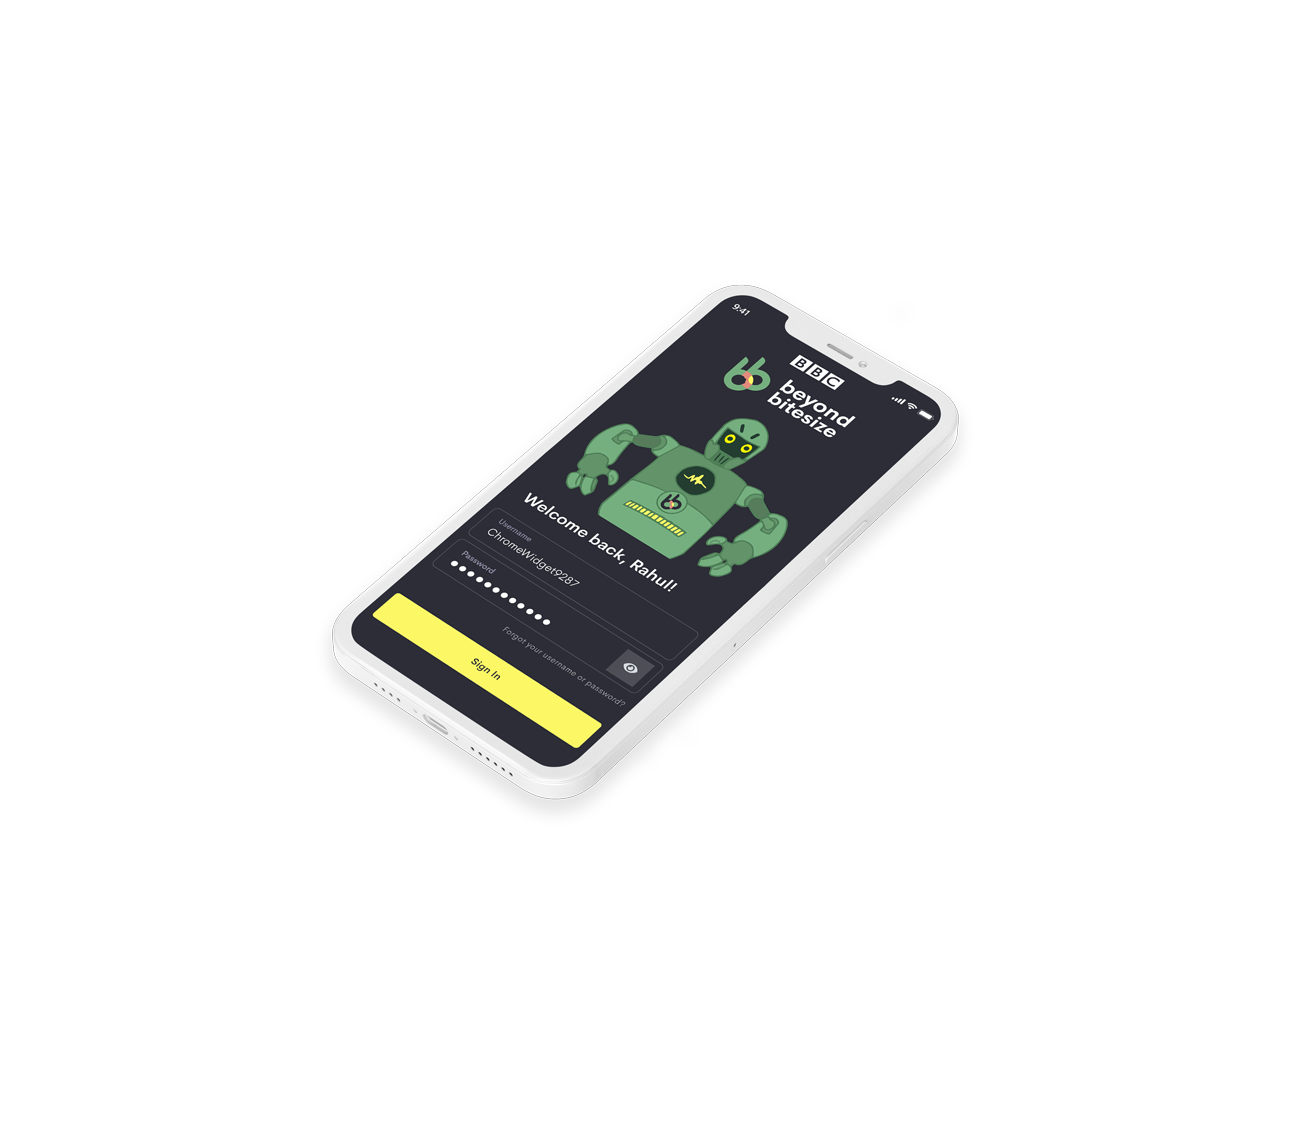 9:41
BBC
beyond
bitesize
Welcome back, Rahul!
Username
ChromeWidget9287
Password
Forgot your username or password?
Sign In